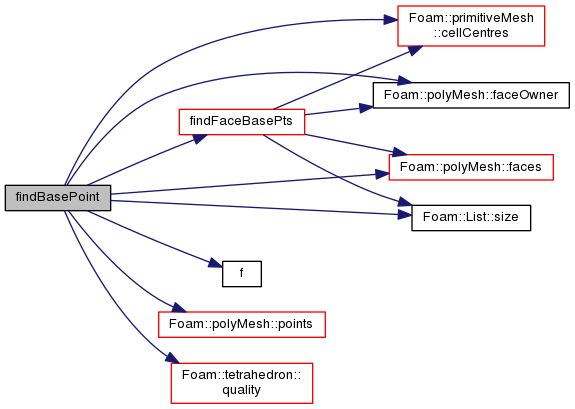 Foam::primitiveMesh
::cellCentres
Foam::polyMesh::faceOwner
findFaceBasePts
Foam::polyMesh::faces
findBasePoint
Foam::List::size
f
Foam::polyMesh::points
Foam::tetrahedron::
quality